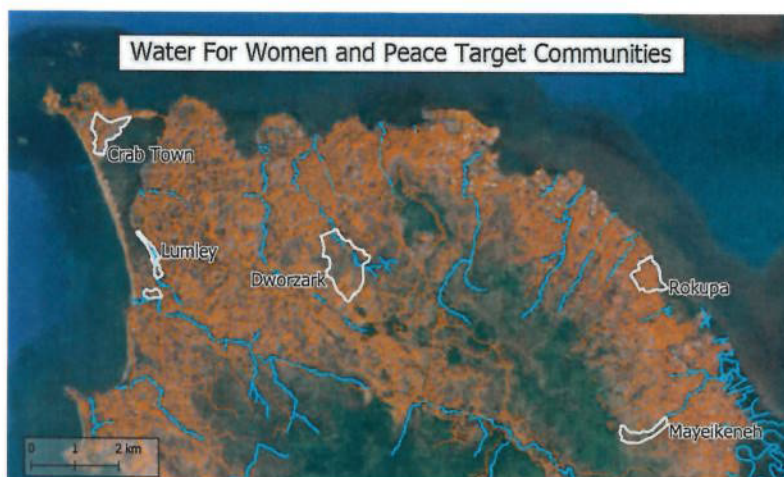 Water For Women and Peace Target Communities
Crab Town
Lumley
Dworzark
Rokupa
Mayeikeneh
0 1 2 km